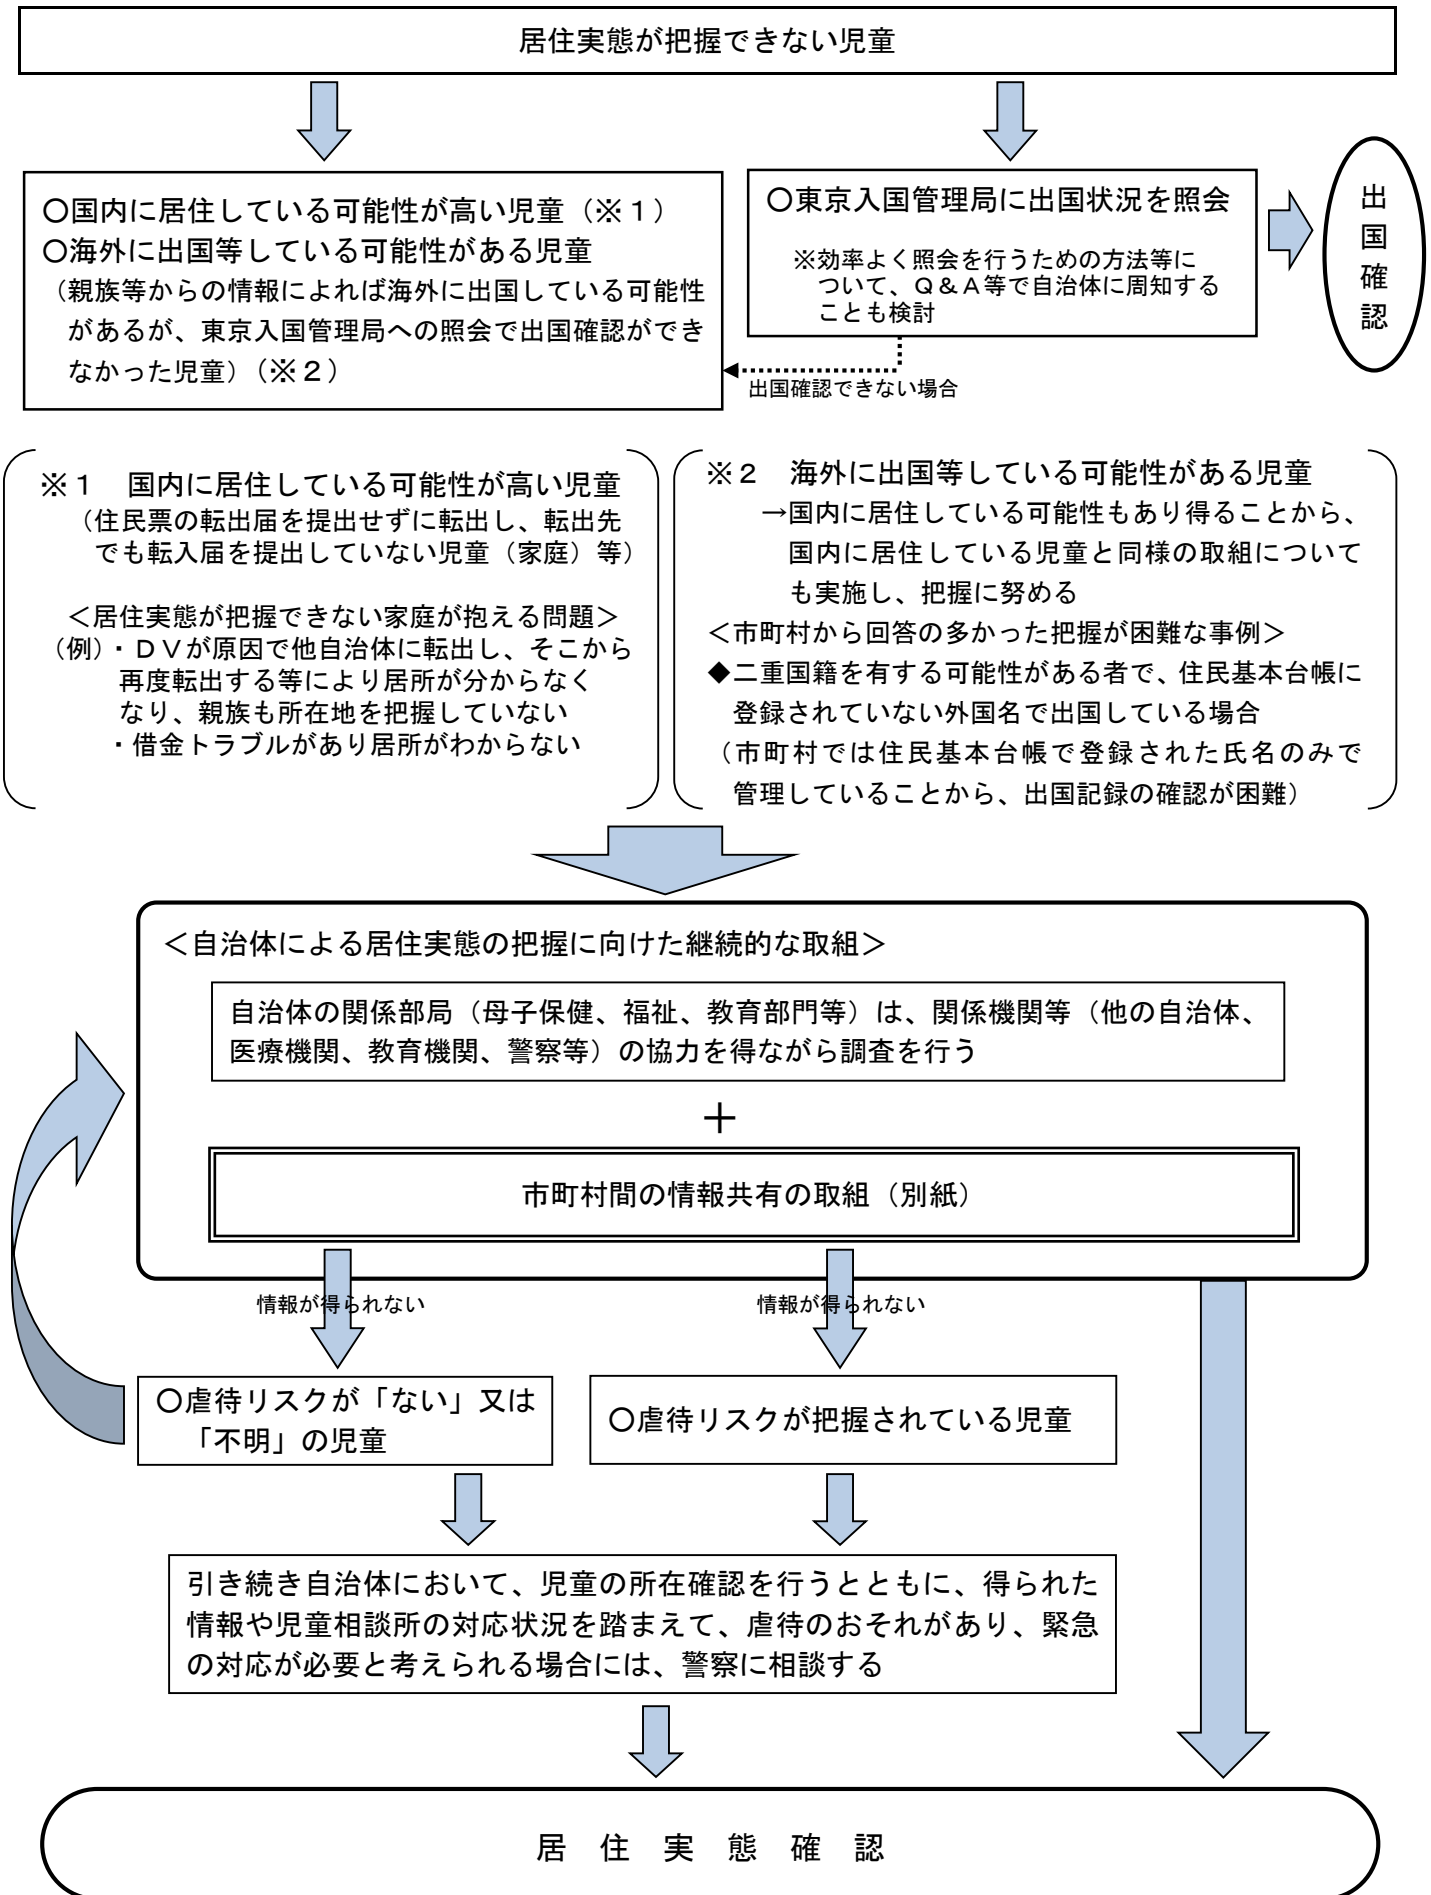 居住実態が把握できない児童
○国内に居住している可能性が高い児童（※１）
○海外に出国等している可能性がある児童
（親族等からの情報によれば海外に出国している可能性
があるが、東京入国管理局への照会で出国確認ができ
なかった児童）（※２）
○東京入国管理局に出国状況を照会
※効率よく照会を行うための方法等に
ついて、Ｑ＆Ａ等で自治体に周知する
ことも検討
出国確認
出国確認できない場合
※１　国内に居住している可能性が高い児童
（住民票の転出届を提出せずに転出し、転出先
でも転入届を提出していない児童（家庭）等）
＜居住実態が把握できない家庭が抱える問題＞
（例）・ＤＶが原因で他自治体に転出し、そこから
再度転出する等により居所が分からなく
なり、親族も所在地を把握していない
・借金トラブルがあり居所がわからない
※２　海外に出国等している可能性がある児童
→国内に居住している可能性もあり得ることから、
国内に居住している児童と同様の取組について
も実施し、把握に努める
＜市町村から回答の多かった把握が困難な事例＞
◆二重国籍を有する可能性がある者で、住民基本台帳に
登録されていない外国名で出国している場合
（市町村では住民基本台帳で登録された氏名のみで
管理していることから、出国記録の確認が困難）
＜自治体による居住実態の把握に向けた継続的な取組＞
自治体の関係部局（母子保健、福祉、教育部門等）は、関係機関等（他の自治体、
医療機関、教育機関、警察等）の協力を得ながら調査を行う
＋
市町村間の情報共有の取組（別紙）
情報が得られない
情報が得られない
○虐待リスクが「ない」又は
「不明」の児童
○虐待リスクが把握されている児童
引き続き自治体において、児童の所在確認を行うとともに、得られた
情報や児童相談所の対応状況を踏まえて、虐待のおそれがあり、緊急
の対応が必要と考えられる場合には、警察に相談する
居　住　実　態　確　認